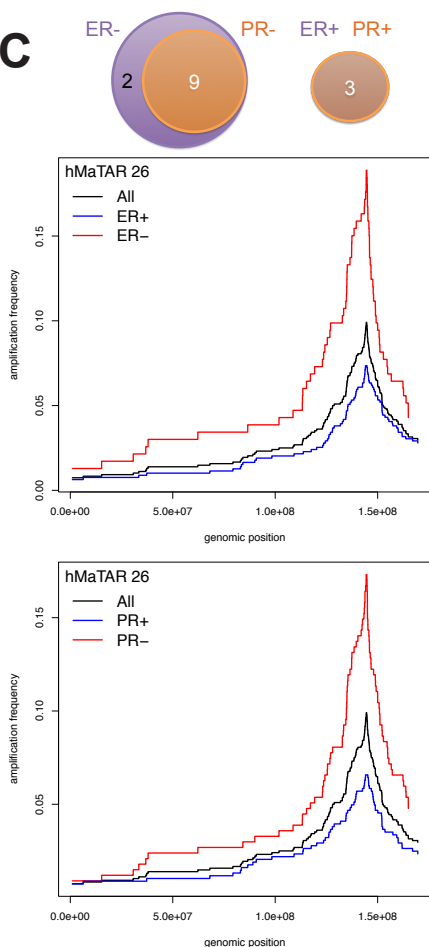 C
ER- PR- ER+ PR+
2 9 3
hMaTAR 26
All
ER+
ER−
amplification frequency
0.15
0.10
0.05
0.00
0.0e+00 5.0e+07 1.0e+08 1.5e+08
genomic position
hMaTAR 26
All
PR+
PR−
amplification frequency
0.15
0.10
0.05
0.0e+00 5.0e+07 1.0e+08 1.5e+08
genomic position